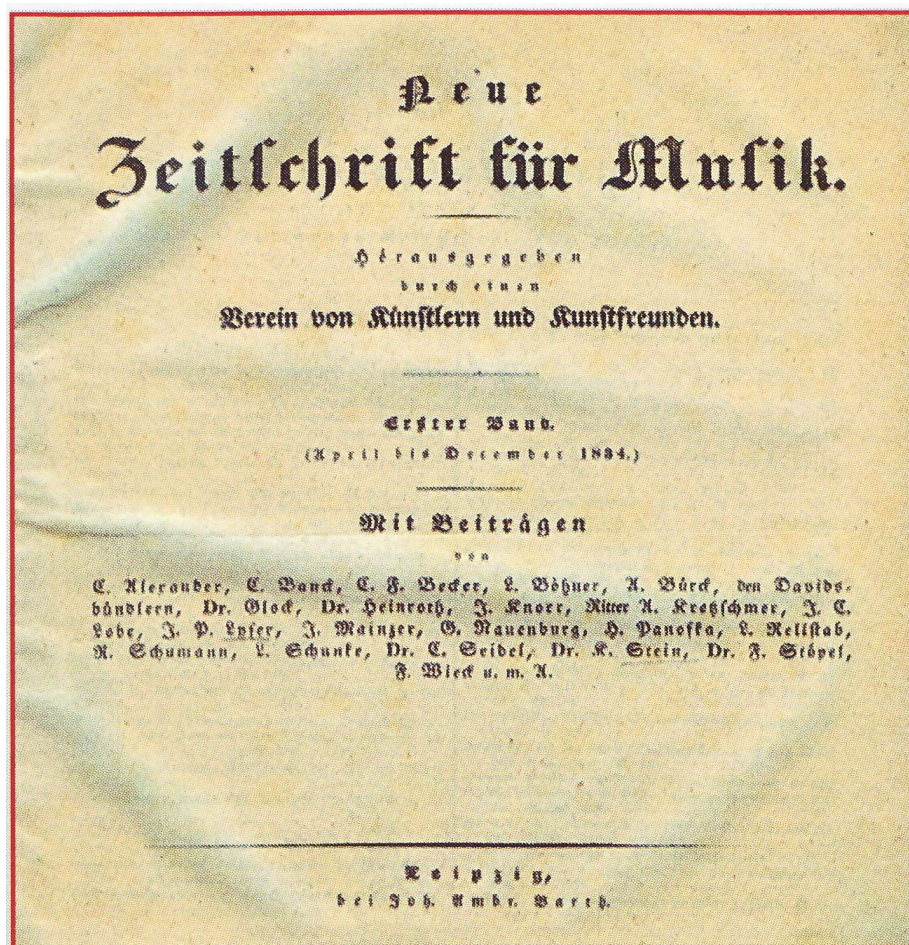 Neue
Zeitschrift für Musik.
Herausgegeben
durch einen
Verein von Künstlern und Kunstfreunden.
Erster Band.
(April bis December 1834.)
Mit Beiträgen
von
C. Alexander, C. Banck, C. F. Becker, L. Böhner, A. Bürck, den Davids-
bündlern, Dr. Glock, Dr. Heinroth, J. Knorr, Ritter A. Kretzschmer, J. C.
Lobe, J. P. Lyser, J. Mainzer, G. Nauenburg, H. Panofka, L. Rellstab,
R. Schumann, L. Schunke, Dr. C. Seidel, Dr. K. Stein, Dr. F. Stöpel,
F. Wieck u. m. A.
Leipzig,
bei Joh. Ambr. Barth.